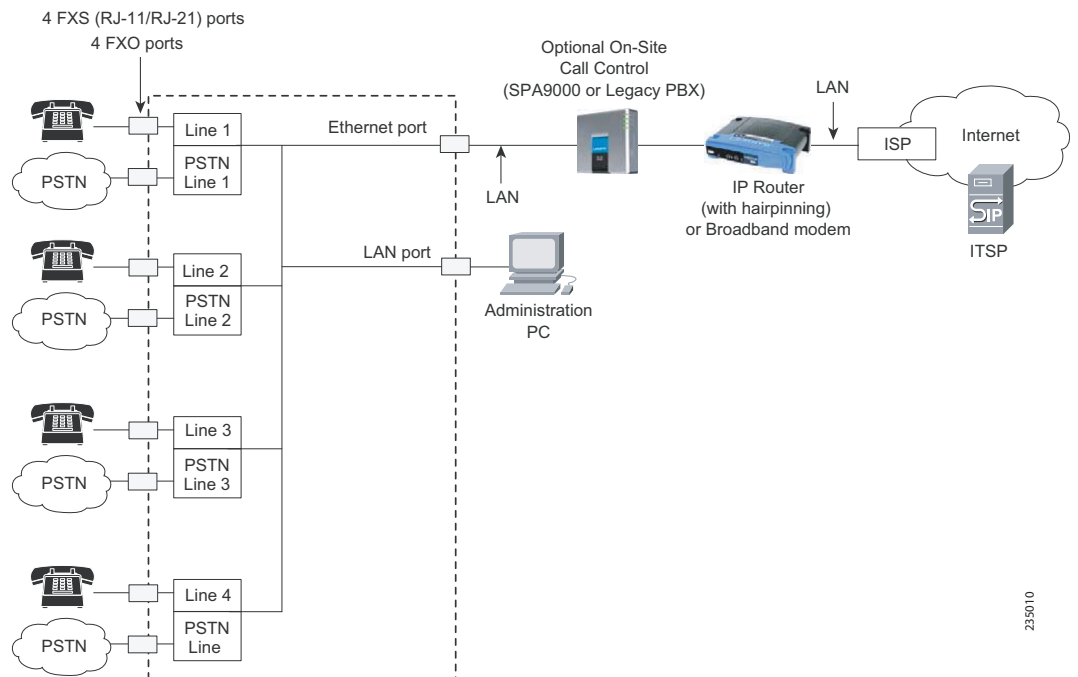 4 FXS (RJ-11/RJ-21) ports
4 FXO ports
Optional On-Site
Call Control
(SPA9000 or Legacy PBX)
LAN
Line 1
Ethernet port
ISP
Internet
PSTN
PSTN
Line 1
LAN
IP Router
(with hairpinning)
or Broadband modem
SIP
ITSP
Line 2
LAN port
PSTN
PSTN
Line 2
Administration
PC
Line 3
PSTN
PSTN
Line 3
Line 4
PSTN
PSTN
Line
235010